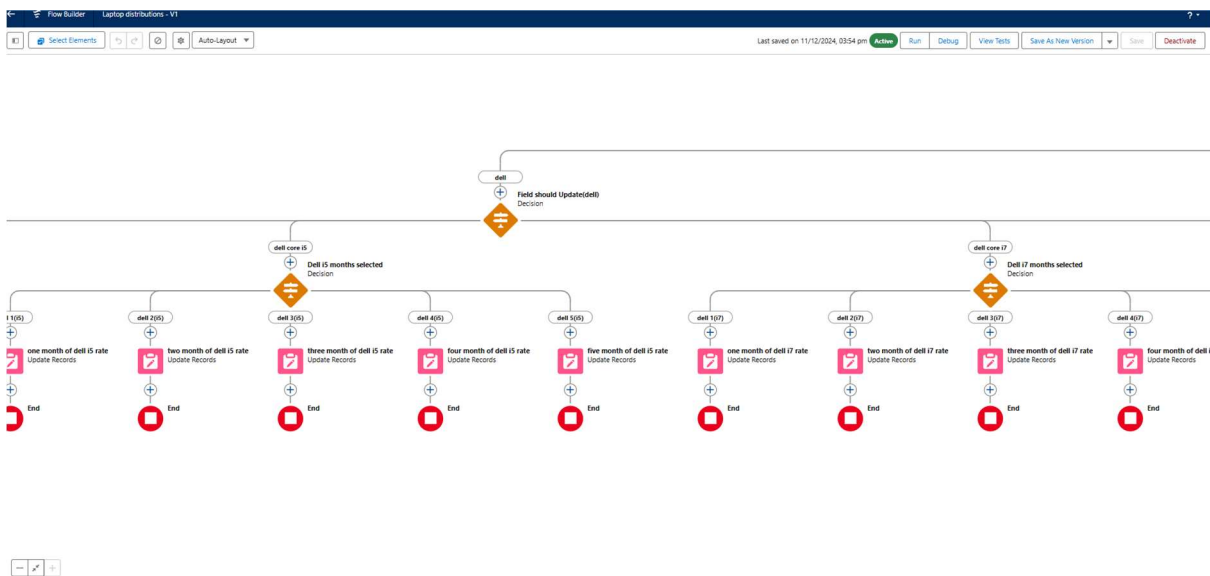 Flow Builder Laptop distributions - V1 ?
Select Elements Auto-Layout Last saved on 11/12/2024, 03:54 pm Active Run Debug View Tests Save As New Version Save Deactivate
dell
Field should Update(dell)
Decision
dell core i5 dell core i7
Dell i5 months selected Dell i7 months selected
Decision Decision
1(i5) dell 2(i5) dell 3(i5) dell 4(i5) dell 5(i5) dell 1(i7) dell 2(i7) dell 3(i7) dell 4(i7)
one month of dell i5 rate two month of dell i5 rate three month of dell i5 rate four month of dell i5 rate five month of dell i5 rate one month of dell i7 rate two month of dell i7 rate three month of dell i7 rate four month of dell
Update Records Update Records Update Records Update Records Update Records Update Records Update Records Update Records Update Records
End End End End End End End End End